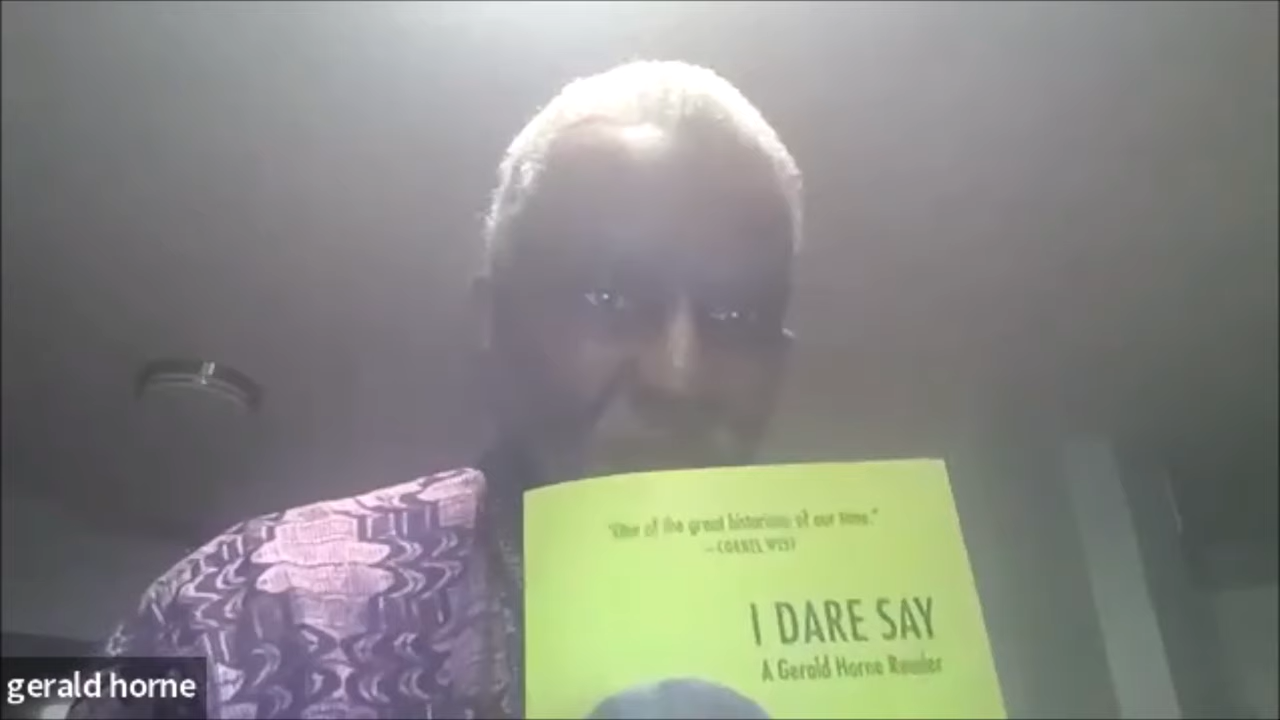 "One of the great historians of our time."
—CORNEL WEST
I DARE SAY
A Gerald Horne Reader
gerald horne